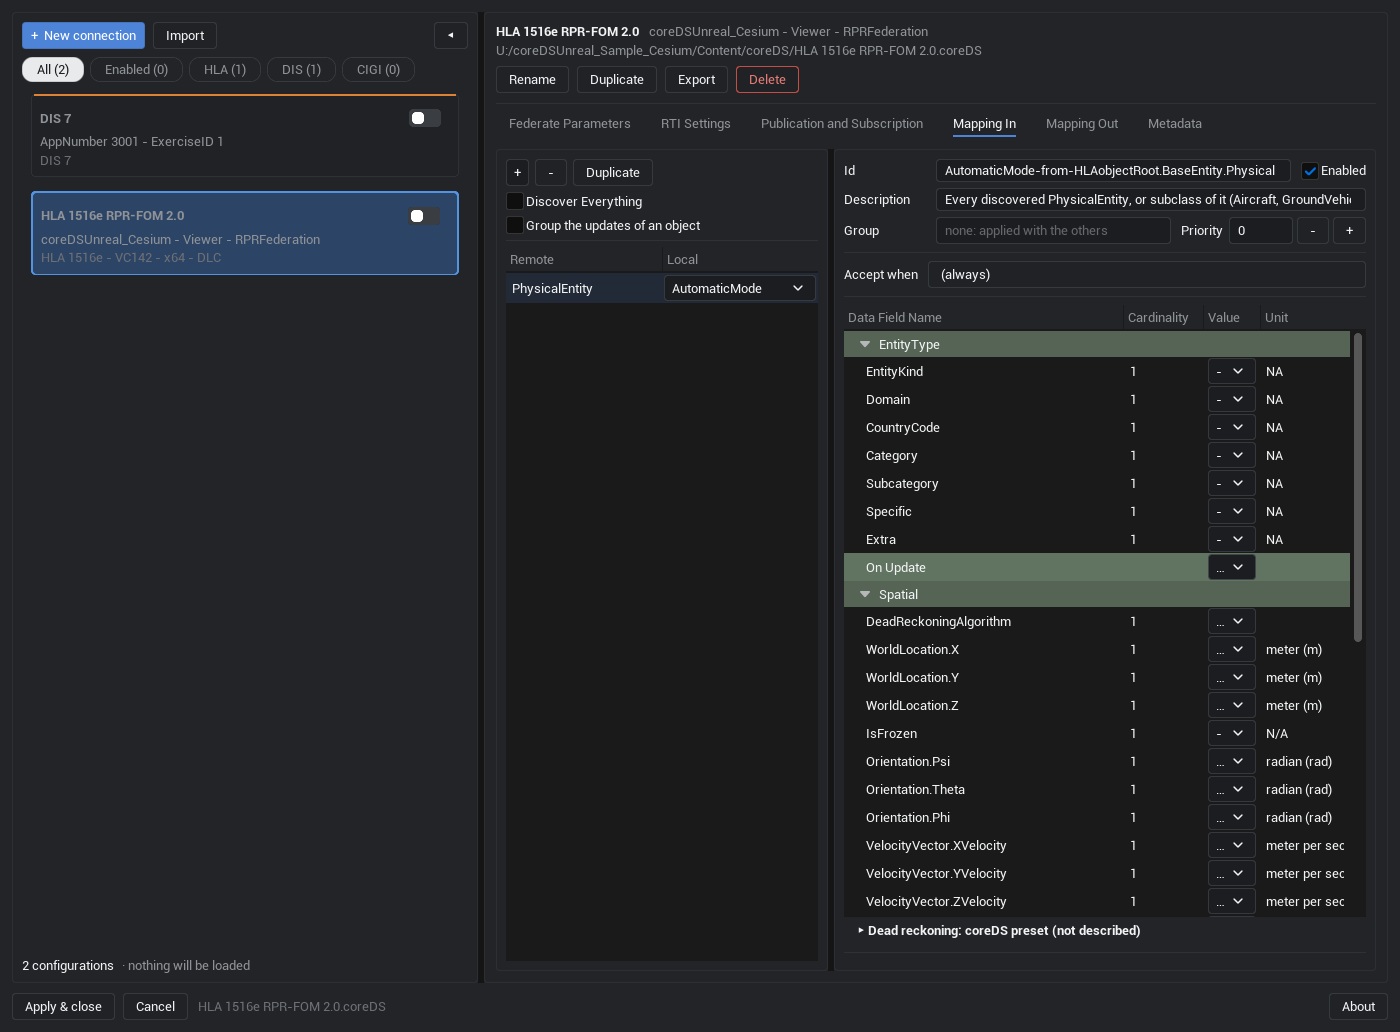 + New connection
Import
All (2)
Enabled (0)
HLA (1)
DIS (1)
CIGI (0)
DIS 7
AppNumber 3001 - ExerciseID 1
DIS 7
HLA 1516e RPR-FOM 2.0
coreDSUnreal_Cesium - Viewer - RPRFederation
HLA 1516e - VC142 - x64 - DLC
2 configurations · nothing will be loaded
HLA 1516e RPR-FOM 2.0 coreDSUnreal_Cesium - Viewer - RPRFederation
U:/coreDSUnreal_Sample_Cesium/Content/coreDS/HLA 1516e RPR-FOM 2.0.coreDS
Rename
Duplicate
Export
Delete
Federate Parameters
RTI Settings
Publication and Subscription
Mapping In
Mapping Out
Metadata
+
-
Duplicate
Discover Everything
Group the updates of an object
Remote Local
PhysicalEntity AutomaticMode
Id AutomaticMode-from-HLAobjectRoot.BaseEntity.Physical Enabled
Description Every discovered PhysicalEntity, or subclass of it (Aircraft, GroundVehic
Group none: applied with the others Priority 0 - +
Accept when (always)
Data Field Name Cardinality Value Unit
EntityType
EntityKind 1 - NA
Domain 1 - NA
CountryCode 1 - NA
Category 1 - NA
Subcategory 1 - NA
Specific 1 - NA
Extra 1 - NA
On Update ...
Spatial
DeadReckoningAlgorithm 1 ...
WorldLocation.X 1 ... meter (m)
WorldLocation.Y 1 ... meter (m)
WorldLocation.Z 1 ... meter (m)
IsFrozen 1 - N/A
Orientation.Psi 1 ... radian (rad)
Orientation.Theta 1 ... radian (rad)
Orientation.Phi 1 ... radian (rad)
VelocityVector.XVelocity 1 ... meter per sec
VelocityVector.YVelocity 1 ... meter per sec
VelocityVector.ZVelocity 1 ... meter per sec
Dead reckoning: coreDS preset (not described)
Apply & close
Cancel
HLA 1516e RPR-FOM 2.0.coreDS
About